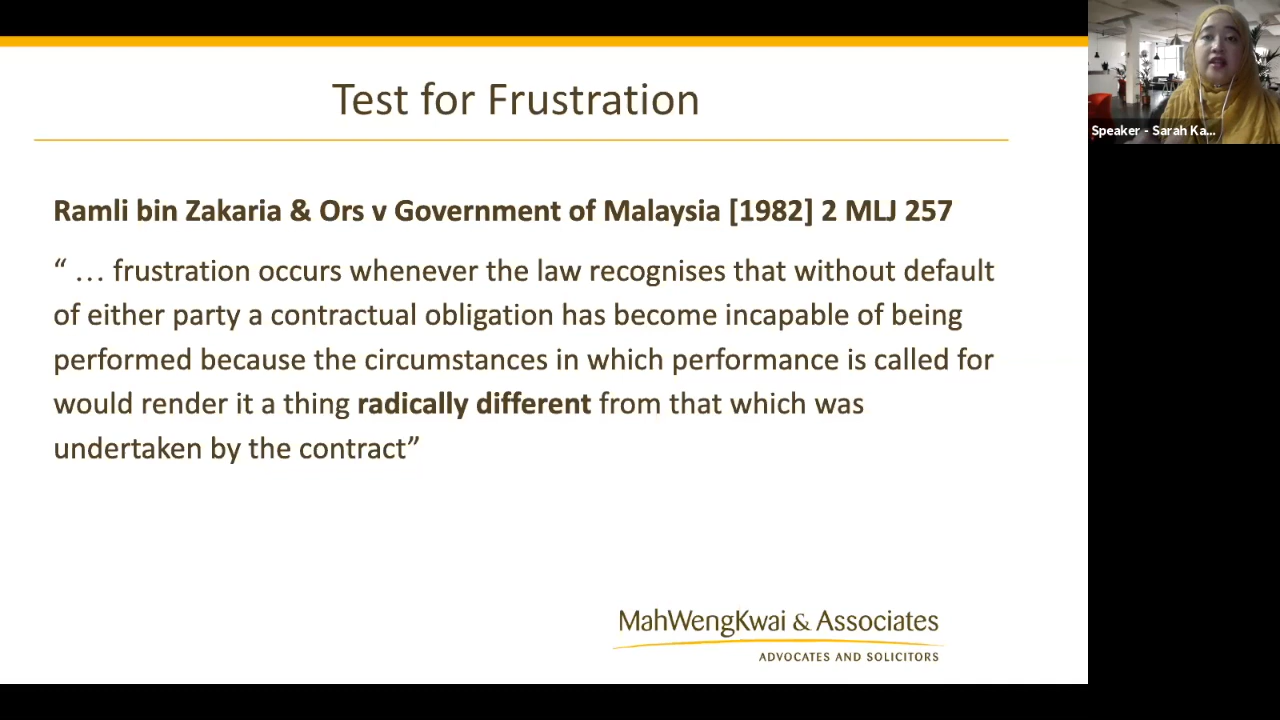 Test for Frustration
Speaker - Sarah Ka...
Ramli bin Zakaria & Ors v Government of Malaysia [1982] 2 MLJ 257
“ … frustration occurs whenever the law recognises that without default
of either party a contractual obligation has become incapable of being
performed because the circumstances in which performance is called for
would render it a thing radically different from that which was
undertaken by the contract”
MahWengKwai & Associates
ADVOCATES AND SOLICITORS